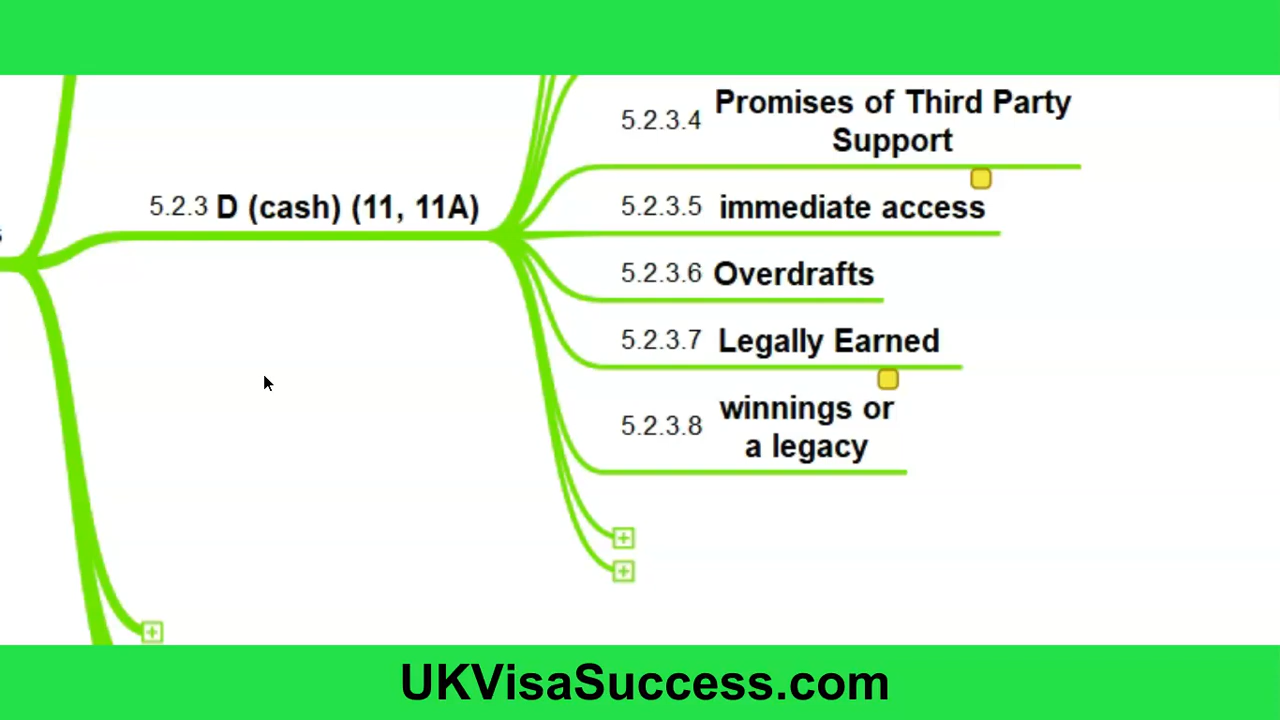 5.2.3.4 Promises of Third Party
Support
5.2.3 D (cash) (11, 11A)
5.2.3.5 immediate access
5.2.3.6 Overdrafts
5.2.3.7 Legally Earned
5.2.3.8 winnings or
a legacy
UKVisaSuccess.com